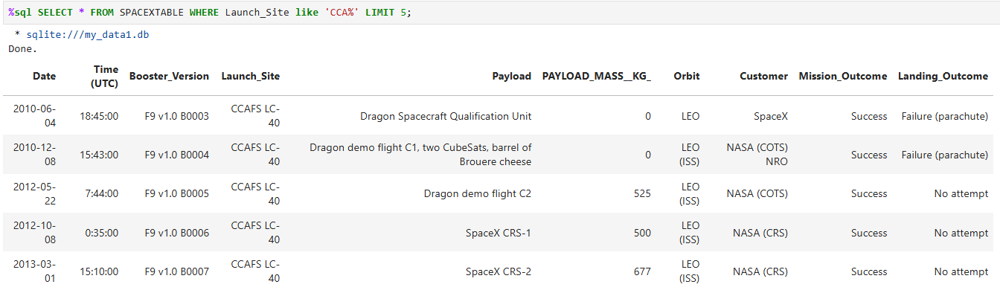 %sql SELECT * FROM SPACEXTABLE WHERE Launch_Site like 'CCA%' LIMIT 5;
* sqlite:///my_data1.db
Done.
Date Time (UTC) Booster_Version Launch_Site Payload PAYLOAD_MASS__KG_ Orbit Customer Mission_Outcome Landing_Outcome
2010-06-04 18:45:00 F9 v1.0 B0003 CCAFS LC-40 Dragon Spacecraft Qualification Unit 0 LEO SpaceX Success Failure (parachute)
2010-12-08 15:43:00 F9 v1.0 B0004 CCAFS LC-40 Dragon demo flight C1, two CubeSats, barrel of Brouere cheese 0 LEO (ISS) NASA (COTS) NRO Success Failure (parachute)
2012-05-22 7:44:00 F9 v1.0 B0005 CCAFS LC-40 Dragon demo flight C2 525 LEO (ISS) NASA (COTS) Success No attempt
2012-10-08 0:35:00 F9 v1.0 B0006 CCAFS LC-40 SpaceX CRS-1 500 LEO (ISS) NASA (CRS) Success No attempt
2013-03-01 15:10:00 F9 v1.0 B0007 CCAFS LC-40 SpaceX CRS-2 677 LEO (ISS) NASA (CRS) Success No attempt